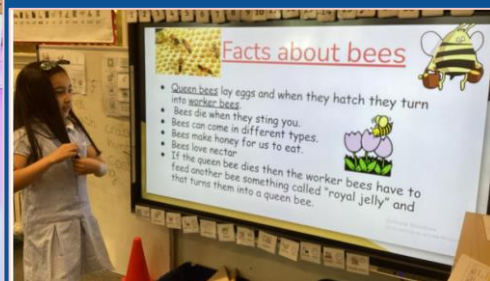 Facts about bees
Queen bees lay eggs and when they hatch they turn
into worker bees.
Bees die when they sting you.
Bees can come in different types.
Bees make honey for us to eat.
Bees love nectar
If the queen bee dies then the worker bees have to
feed another bee something called “royal jelly” and
that turns them into a queen bee.